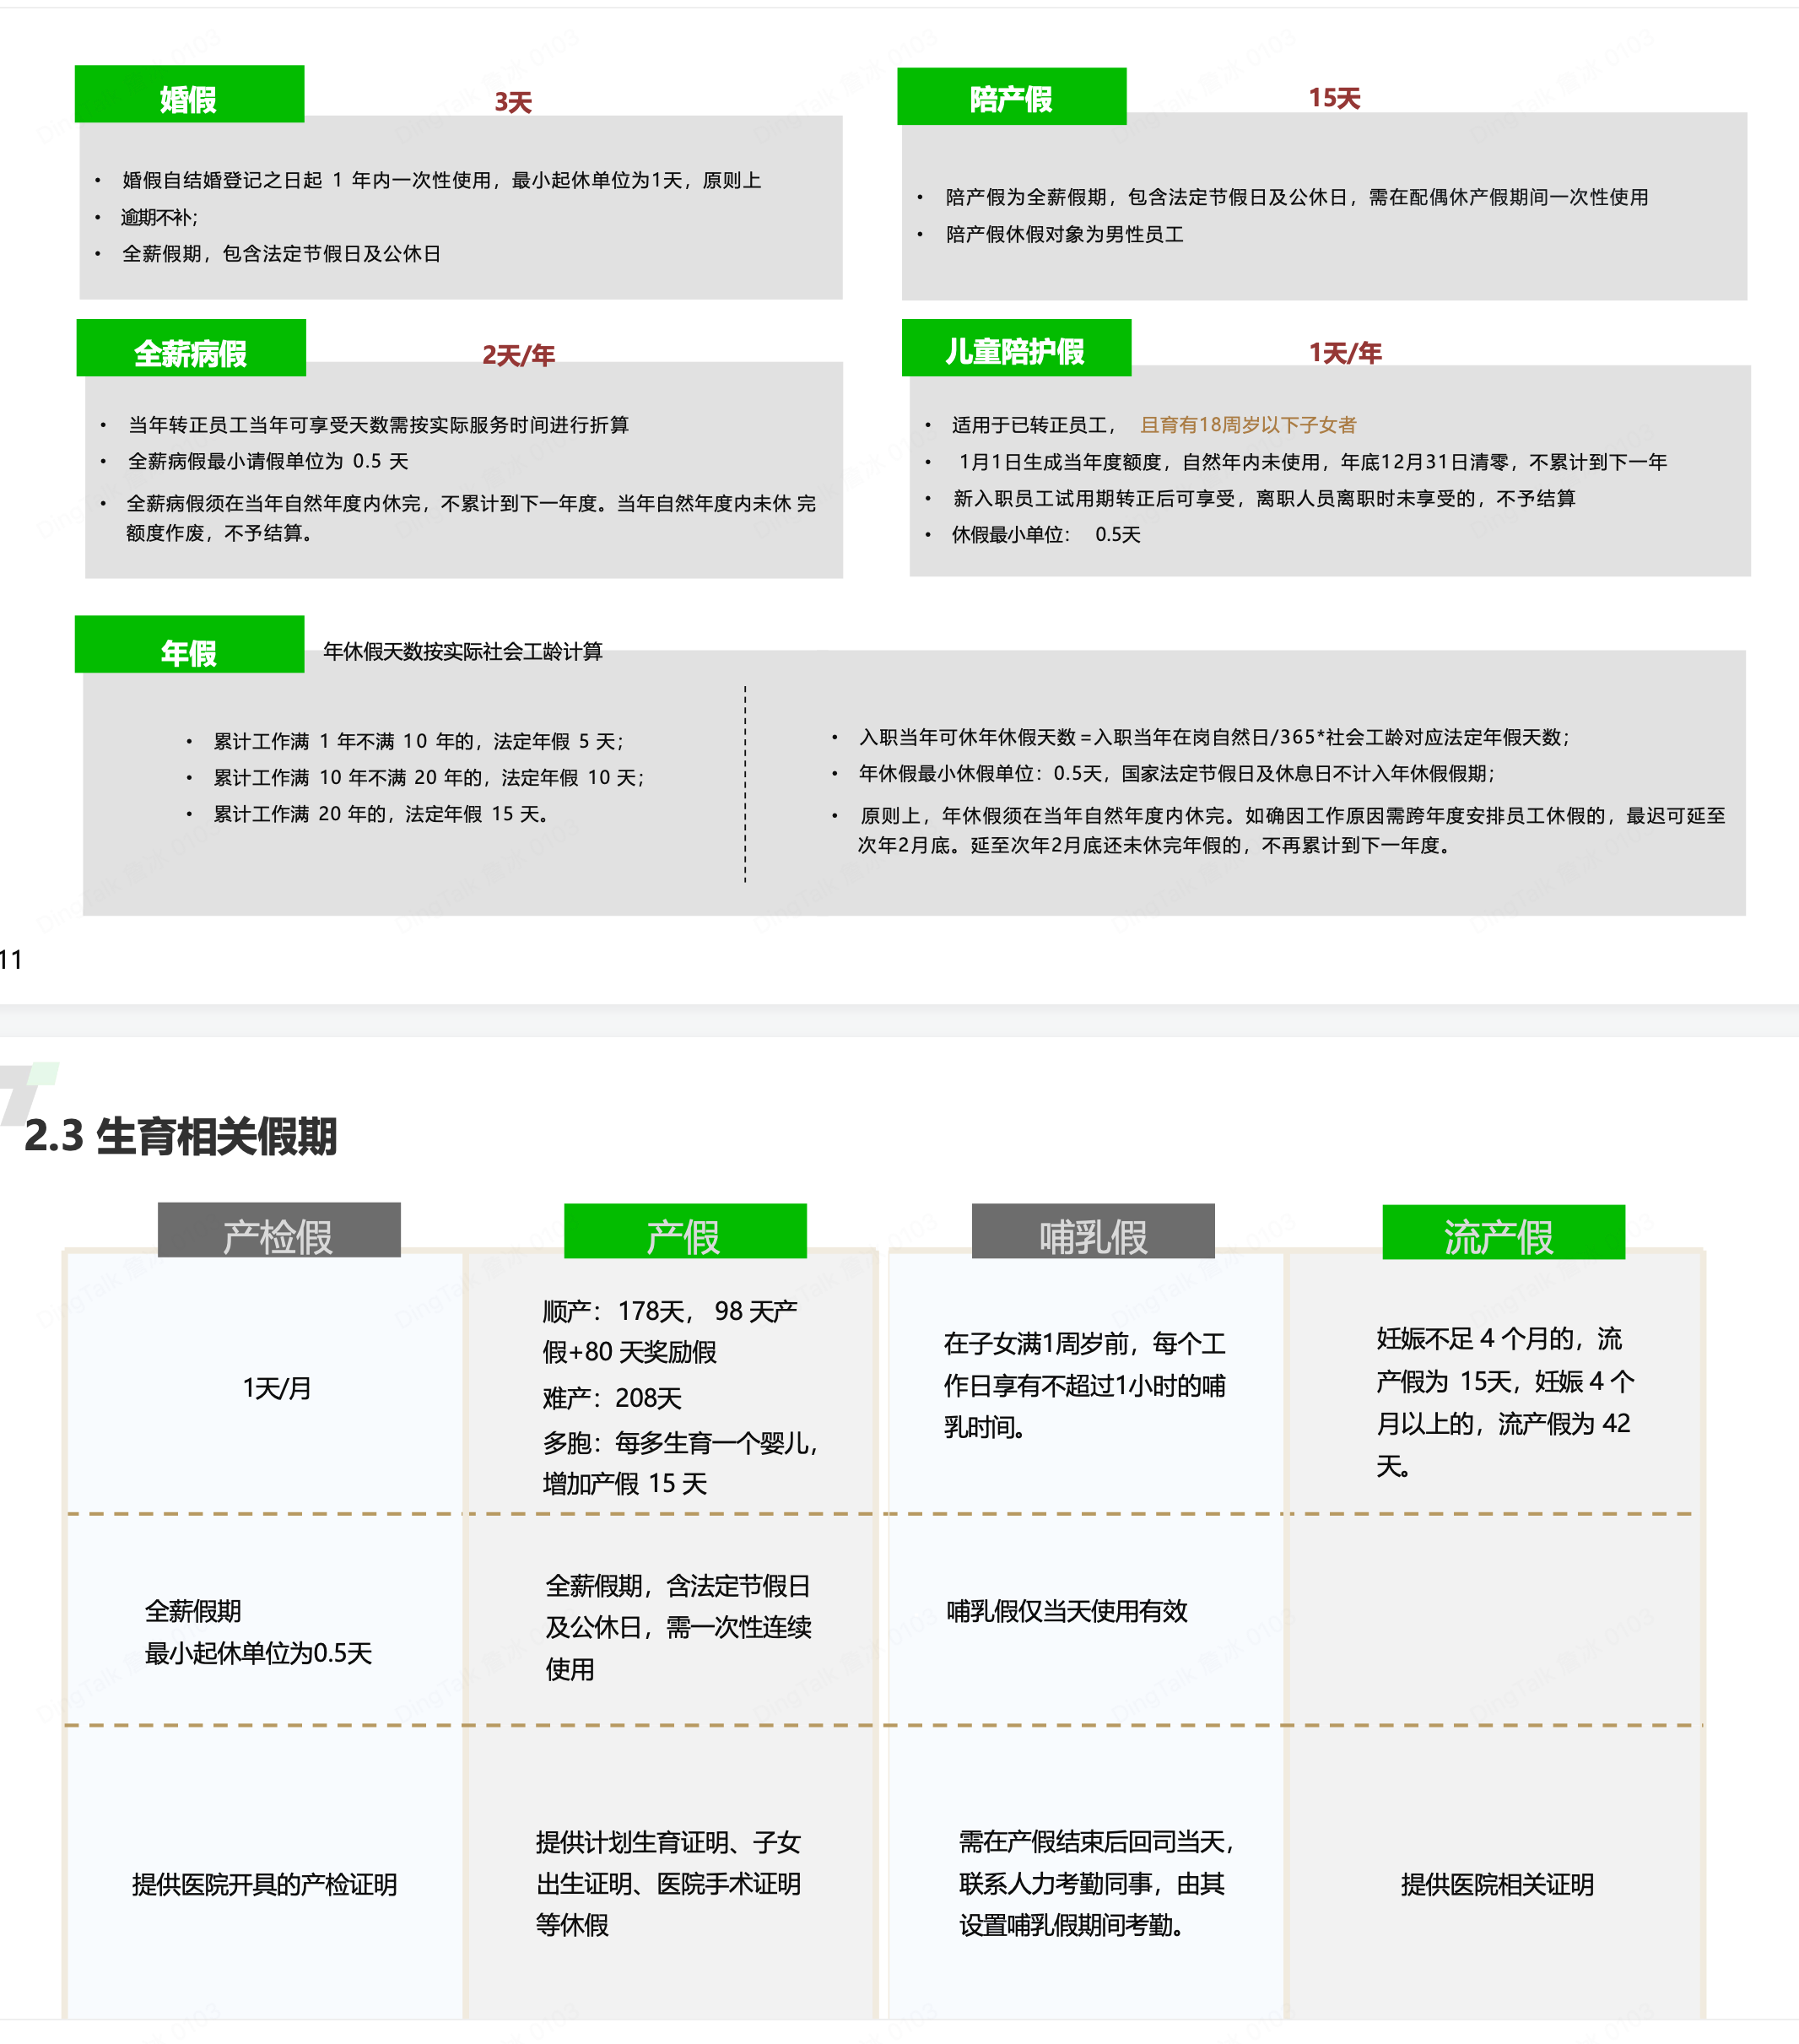 婚假
3天
• 婚假自结婚登记之日起 1 年内一次性使用，最小起休单位为1天，原则上
• 逾期不补；
• 全薪假期，包含法定节假日及公休日
陪产假
15天
• 陪产假为全薪假期，包含法定节假日及公休日，需在配偶休产假期间一次性使用
• 陪产假休假对象为男性员工
全薪病假
2天/年
• 当年转正员工当年可享受天数需按实际服务时间进行折算
• 全薪病假最小请假单位为 0.5 天
• 全薪病假须在当年自然年度内休完，不累计到下一年度。当年自然年度内未休 完
额度作废，不予结算。
儿童陪护假
1天/年
• 适用于已转正员工， 且育有18周岁以下子女者
• 1月1日生成当年度额度，自然年内未使用，年底12月31日清零，不累计到下一年
• 新入职员工试用期转正后可享受，离职人员离职时未享受的，不予结算
• 休假最小单位： 0.5天
年假
年休假天数按实际社会工龄计算
• 累计工作满 1 年不满 10 年的，法定年假 5 天；
• 累计工作满 10 年不满 20 年的，法定年假 10 天；
• 累计工作满 20 年的，法定年假 15 天。
• 入职当年可休年休假天数=入职当年在岗自然日/365*社会工龄对应法定年假天数；
• 年休假最小休假单位：0.5天，国家法定节假日及休息日不计入年休假假期；
• 原则上，年休假须在当年自然年度内休完。如确因工作原因需跨年度安排员工休假的，最迟可延至
次年2月底。延至次年2月底还未休完年假的，不再累计到下一年度。
11
2.3 生育相关假期
产检假
产假
哺乳假
流产假
1天/月
顺产：178天， 98 天产
假+80 天奖励假
难产：208天
多胞：每多生育一个婴儿，
增加产假 15 天
在子女满1周岁前，每个工
作日享有不超过1小时的哺
乳时间。
妊娠不足 4 个月的，流
产假为 15天，妊娠 4 个
月以上的，流产假为 42
天。
全薪假期
最小起休单位为0.5天
全薪假期，含法定节假日
及公休日，需一次性连续
使用
哺乳假仅当天使用有效
提供医院开具的产检证明
提供计划生育证明、子女
出生证明、医院手术证明
等休假
需在产假结束后回司当天，
联系人力考勤同事，由其
设置哺乳假期间考勤。
提供医院相关证明